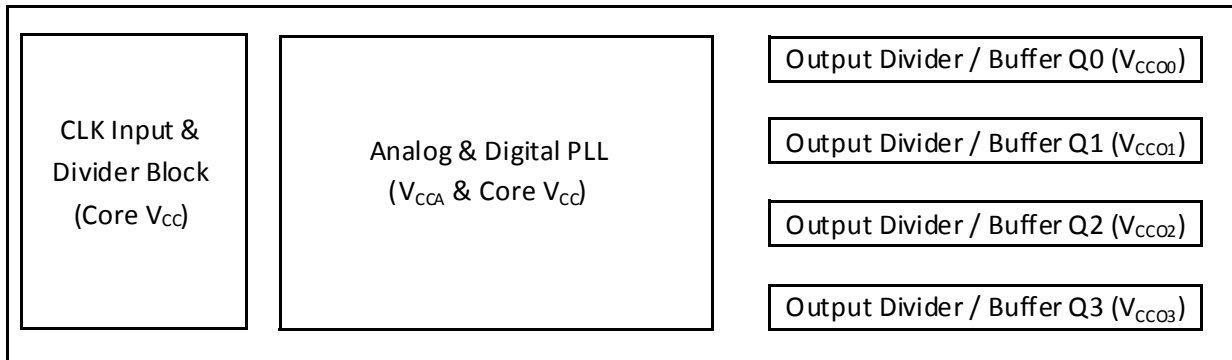 CLK Input &
Divider Block
(Core VCC)
Analog & Digital PLL
(VCCA & Core VCC)
Output Divider / Buffer Q0 (VCCO0)
Output Divider / Buffer Q1 (VCCO1)
Output Divider / Buffer Q2 (VCCO2)
Output Divider / Buffer Q3 (VCCO3)